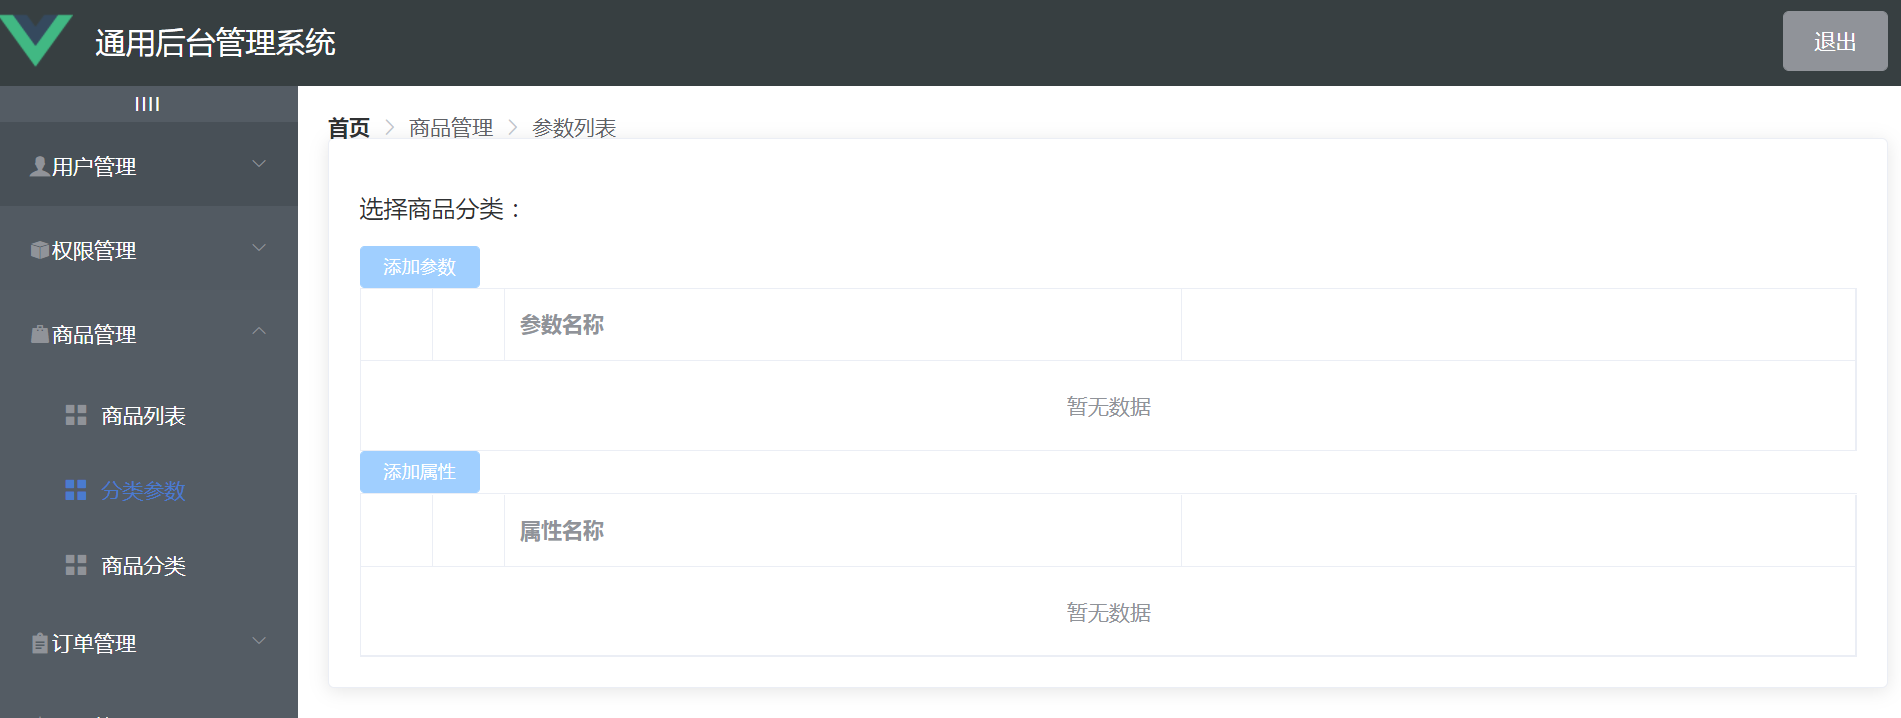 通用后台管理系统
退出
||||
用户管理
权限管理
商品管理
商品列表
分类参数
商品分类
订单管理
首页 > 商品管理 > 参数列表
选择商品分类：
添加参数
参数名称
暂无数据
添加属性
属性名称
暂无数据